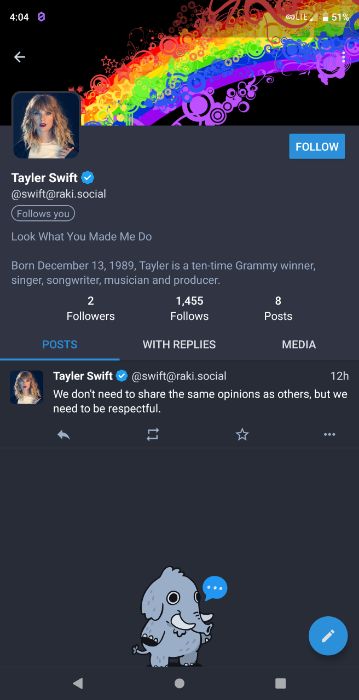 4:04
LTE 51%
FOLLOW
Tayler Swift
@swift@raki.social
Follows you
Look What You Made Me Do
Born December 13, 1989, Tayler is a ten-time Grammy winner,
singer, songwriter, musician and producer.
2 1,455 8
Followers Follows Posts
POSTS WITH REPLIES MEDIA
Tayler Swift @swift@raki.social 12h
We don't need to share the same opinions as others, but we
need to be respectful.